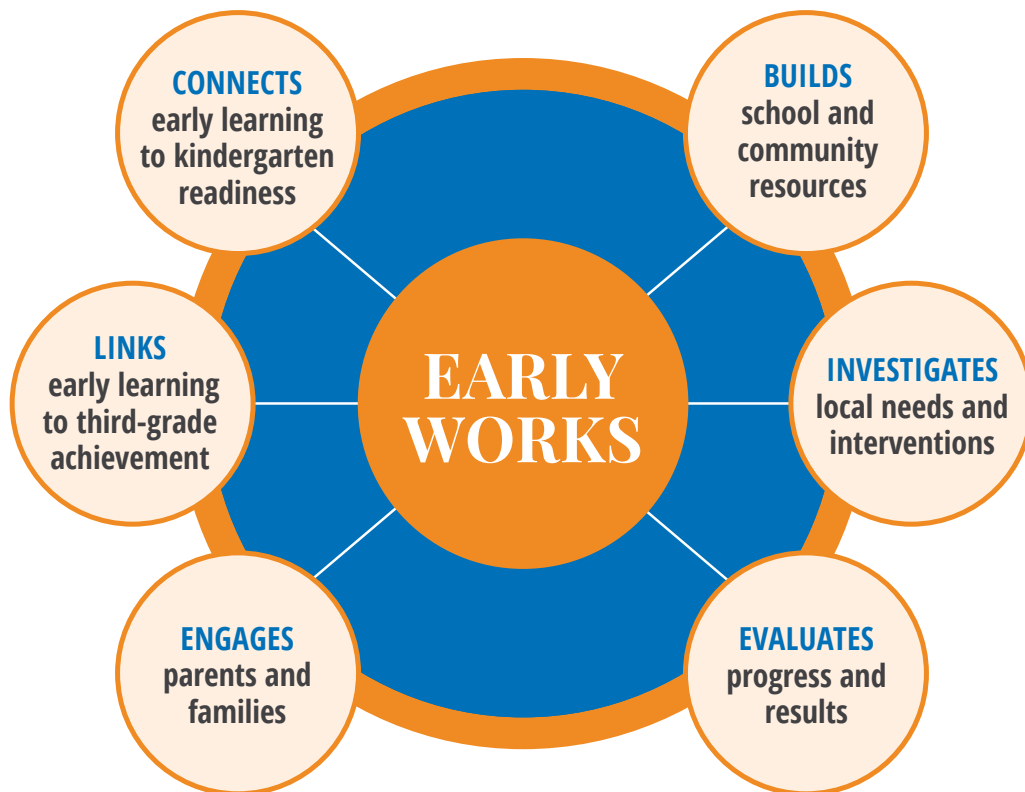 CONNECTS
early learning
to kindergarten
readiness
BUILDS
school and
community
resources
LINKS
early learning
to third-grade
achievement
EARLY
WORKS
INVESTIGATES
local needs and
interventions
ENGAGES
parents and
families
EVALUATES
progress and
results